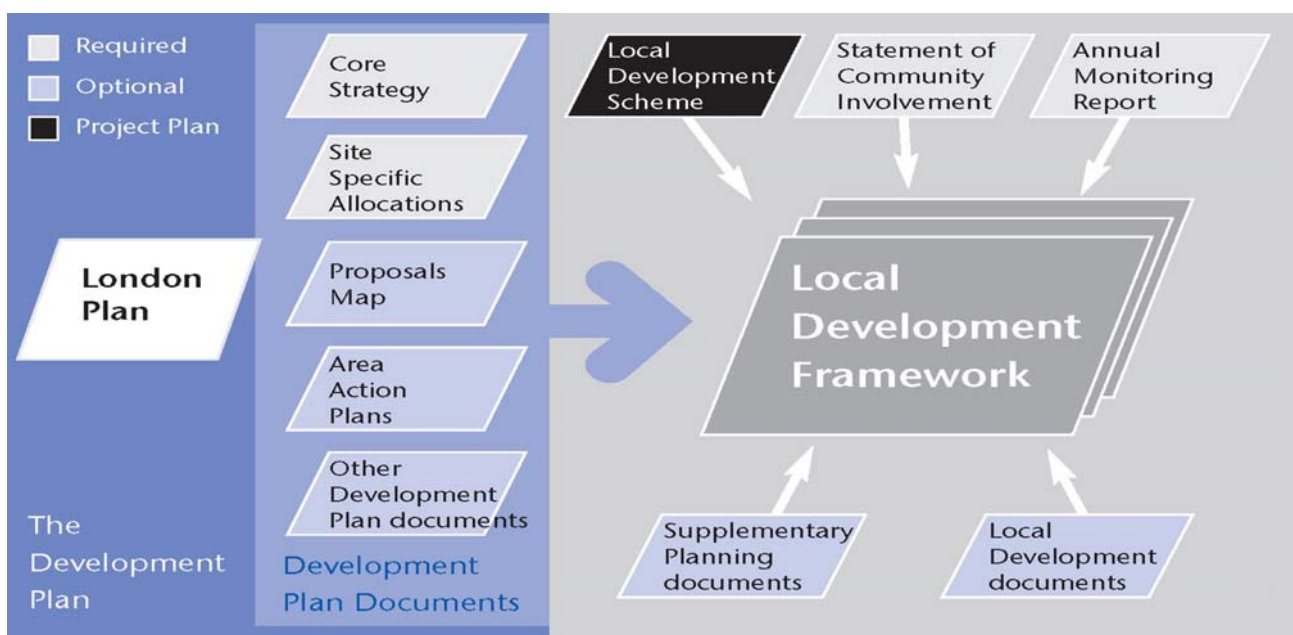 Required
Optional
Project Plan
London
Plan
The
Development
Plan
Core
Strategy
Site
Specific
Allocations
Proposals
Map
Area
Action
Plans
Other
Development
Plan documents
Development
Plan Documents
Local
Development
Scheme
Statement of
Community
Involvement
Annual
Monitoring
Report
Local
Development
Framework
Supplementary
Planning
documents
Local
Development
documents